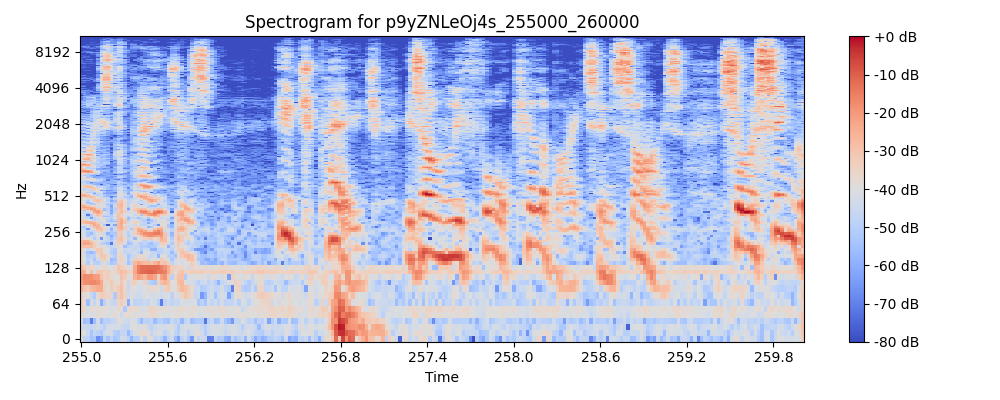 Spectrogram for p9yZNLeOj4s_255000_260000
Hz
8192
4096
2048
1024
512
256
128
64
0
255.0 255.6 256.2 256.8 257.4 258.0 258.6 259.2 259.8
Time
+0 dB
-10 dB
-20 dB
-30 dB
-40 dB
-50 dB
-60 dB
-70 dB
-80 dB